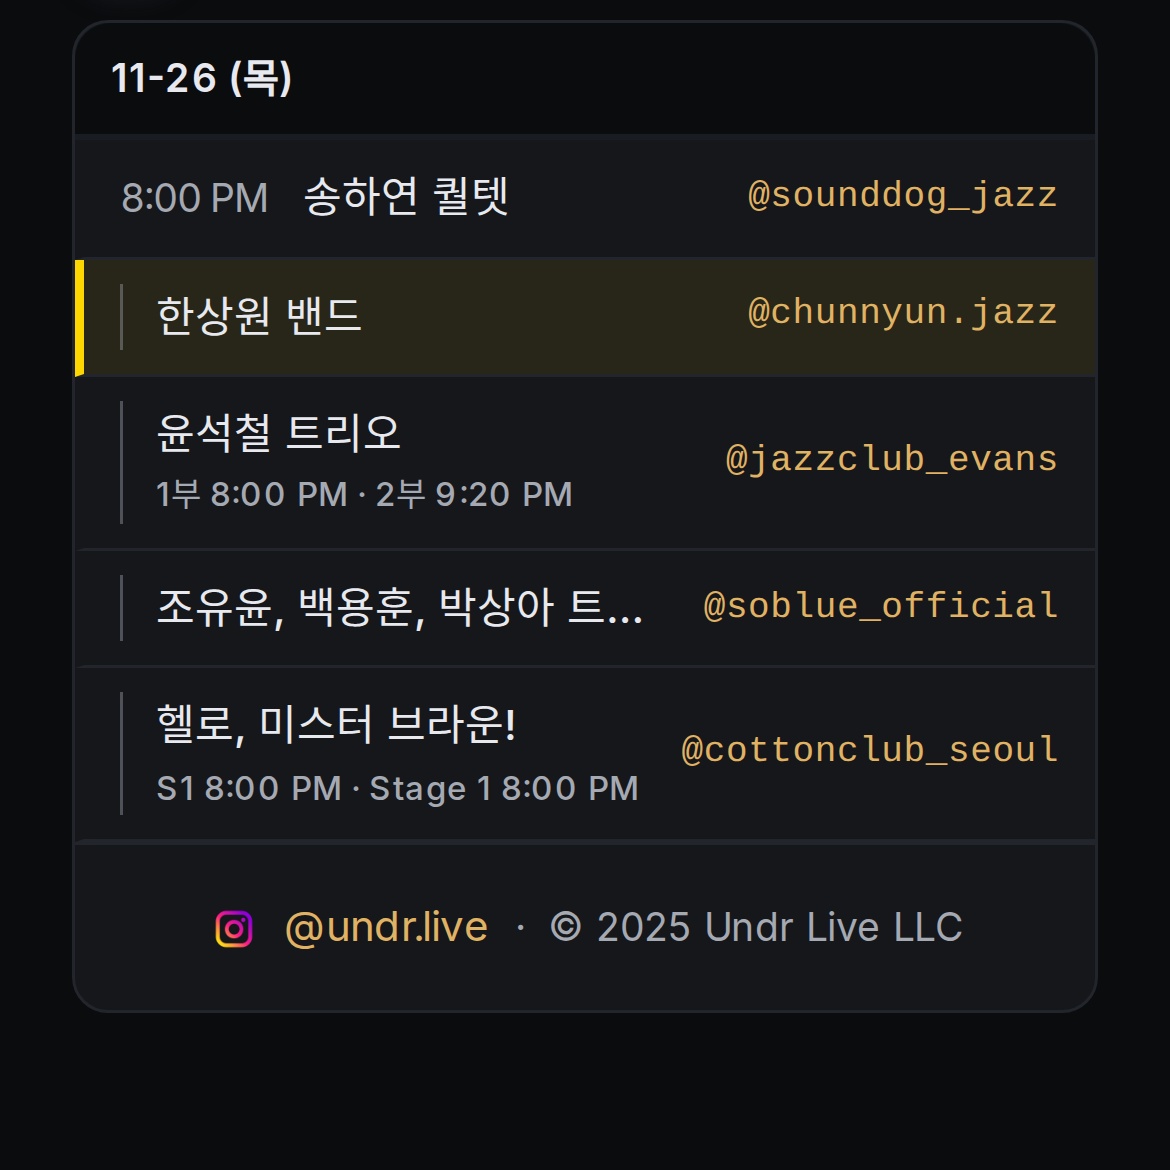 11-26 (목)
8:00 PM 송하연 퀄텟 @sounddog_jazz
한상원 밴드 @chunnyun.jazz
윤석철 트리오
@jazzclub_evans
1부 8:00 PM · 2부 9:20 PM
조유윤, 백용훈, 박상아 트... @soblue_official
헬로, 미스터 브라운!
@cottonclub_seoul
S1 8:00 PM · Stage 1 8:00 PM
@undr.live · © 2025 Undr Live LLC